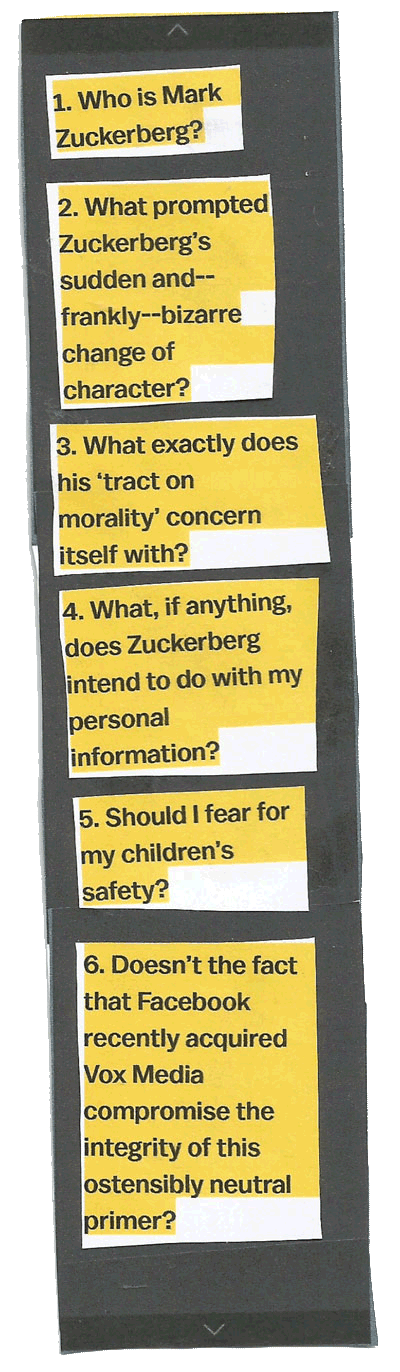 1. Who is Mark
Zuckerberg?
2. What prompted
Zuckerberg's
sudden and--
frankly--bizarre
change of
character?
3. What exactly does
his ‘tract on
morality’ concern
itself with?
4. What, if anything,
does Zuckerberg
intend to do with my
personal
information?
5. Should I fear for
my children's
safety?
6. Doesn't the fact
that Facebook
recently acquired
Vox Media
compromise the
integrity of this
ostensibly neutral
primer?